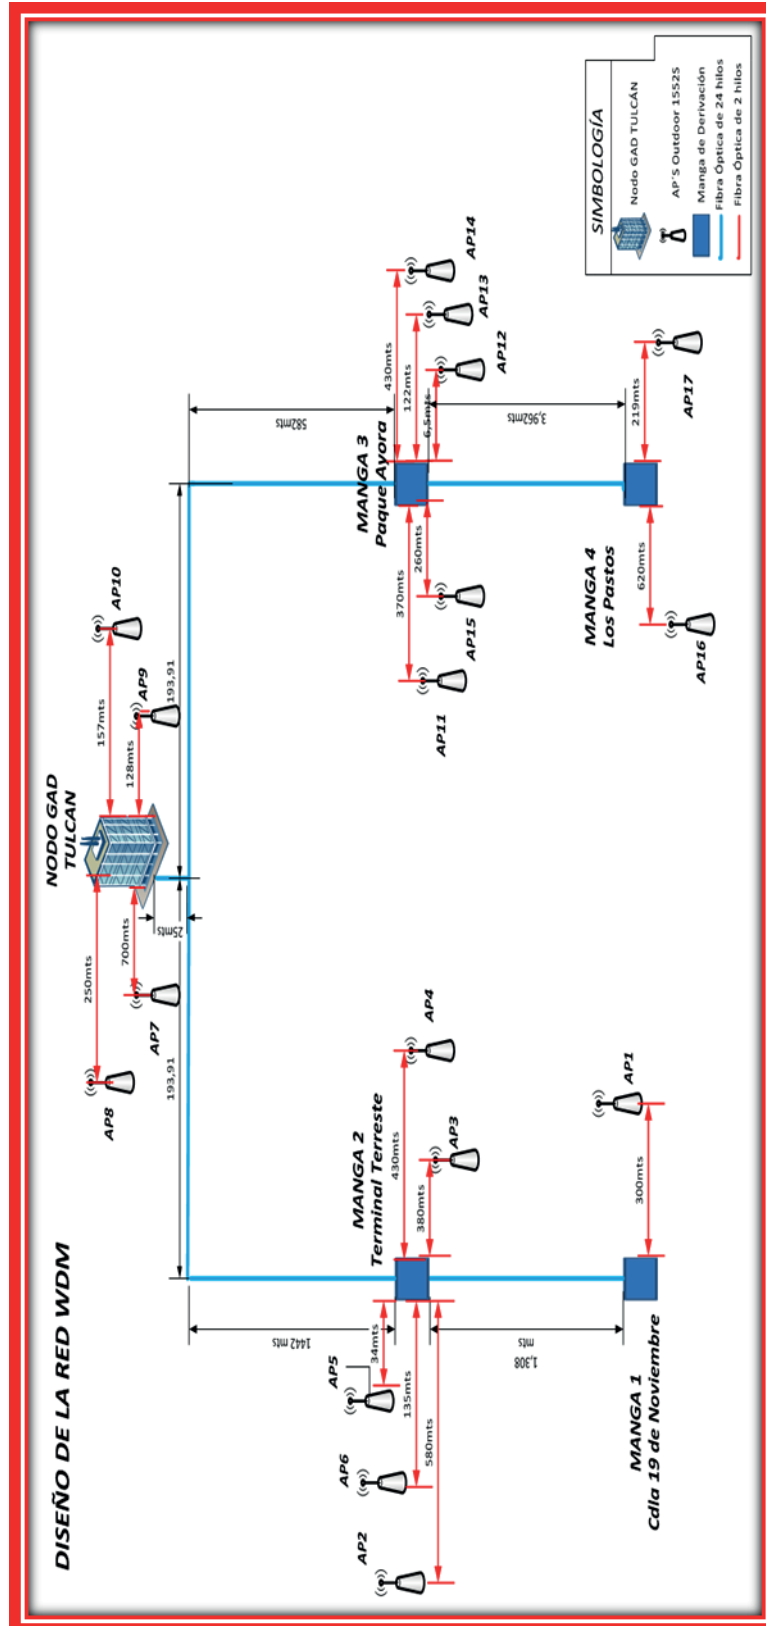 DISEÑO DE LA RED WDM
NODO GAD
TULCAN
AP8
250mts
AP7
700mts
25mts
157mts
AP10
128mts
AP9
193,91
193,91
1442 mts
582mts
MANGA 2
Terminal Terreste
AP5
34mts
AP6
135mts
AP2
580mts
430mts
AP4
380mts
AP3
1,308
mts
MANGA 1
Cdla 19 de Noviembre
300mts
AP1
MANGA 3
Paque Ayora
430mts
AP14
122mts
AP13
6,5mts
AP12
370mts
AP11
260mts
AP15
3,962mts
MANGA 4
Los Pastos
620mts
AP16
219mts
AP17
SIMBOLOGÍA
Nodo GAD TULCÁN
AP´S Outdoor 1552S
Manga de Derivación
Fibra Óptica de 24 hilos
Fibra Óptica de 2 hilos